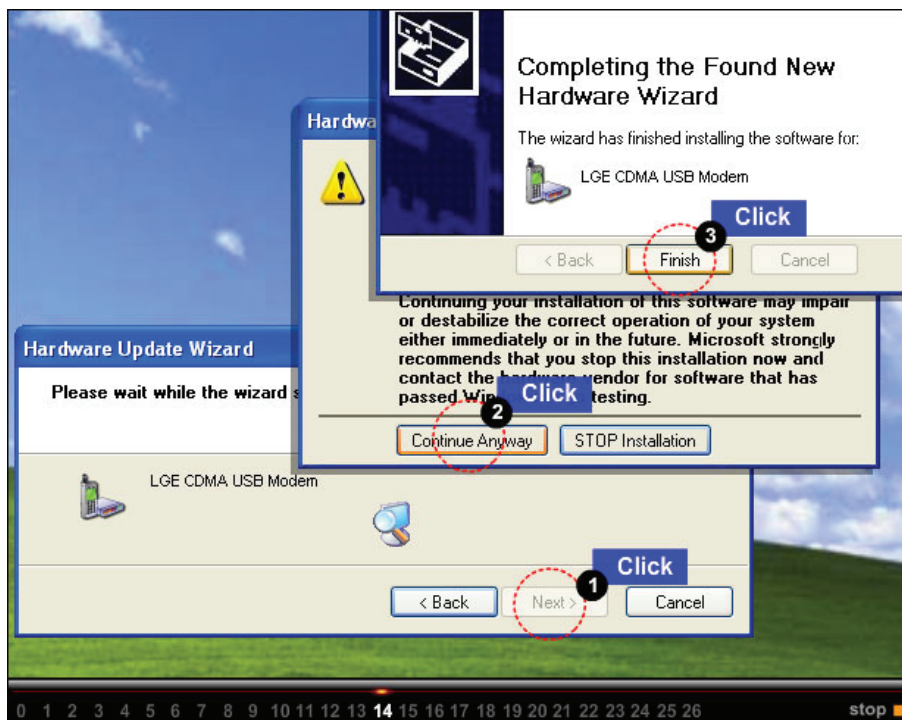 Completing the Found New
Hardware Wizard
The wizard has finished installing the software for:
LGE CDMA USB Modem
Click
3
< Back
Finish
Cancel
Hardwa
Continuing your installation of this software may impair
or destabilize the correct operation of your system
either immediately or in the future. Microsoft strongly
recommends that you stop this installation now and
contact the hardware vendor for software that has
passed Win testing.
Click
2
Continue Anyway
STOP Installation
Hardware Update Wizard
Please wait while the wizard s
LGE CDMA USB Modem
Click
1
< Back
Next >
Cancel
0 1 2 3 4 5 6 7 8 9 10 11 12 13 14 15 16 17 18 19 20 21 22 23 24 25 26 stop